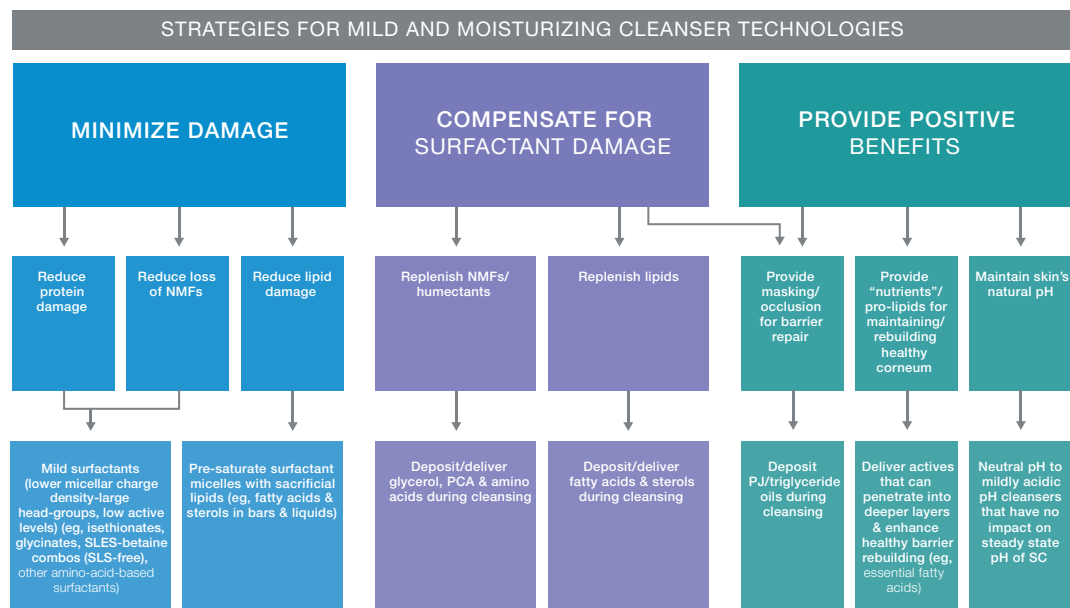 STRATEGIES FOR MILD AND MOISTURIZING CLEANSER TECHNOLOGIES
MINIMIZE DAMAGE
COMPENSATE FOR
SURFACTANT DAMAGE
PROVIDE POSITIVE
BENEFITS
Reduce
protein
damage
Reduce loss
of NMFs
Reduce lipid
damage
Replenish NMFs/
humectants
Replenish lipids
Provide
masking/
occlusion
for barrier
repair
Provide
“nutrients”/
pro-lipids for
maintaining/
rebuilding
healthy
corneum
Maintain skin’s
natural pH
Mild surfactants
(lower micellar charge
density-large
head-groups, low active
levels) (eg, isethionates,
glycinates, SLES-betaine
combos (SLS-free),
other amino-acid-based
surfactants)
Pre-saturate surfactant
micelles with sacrificial
lipids (eg, fatty acids &
sterols in bars & liquids)
Deposit/deliver
glycerol, PCA & amino
acids during cleansing
Deposit/deliver
fatty acids & sterols
during cleansing
Deposit
PJ/triglyceride
oils during
cleansing
Deliver actives
that can
penetrate into
deeper layers
& enhance
healthy barrier
rebuilding (eg,
essential fatty
acids)
Neutral pH to
mildly acidic
pH cleansers
that have no
impact on
steady state
pH of SC